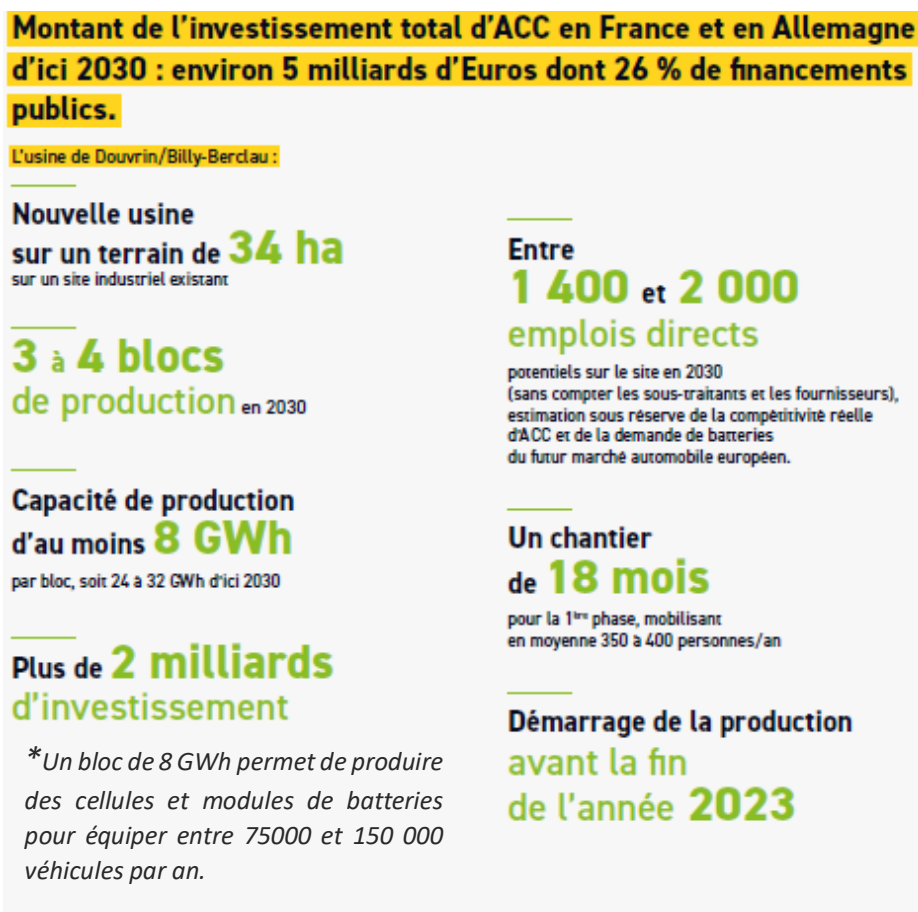 Montant de l'investissement total d'ACC en France et en Allemagne
d'ici 2030 : environ 5 milliards d'Euros dont 26 % de financements
publics.
L'usine de Douvrin/Billy-Berclau :
Nouvelle usine
sur un terrain de 34 ha
sur un site industriel existant
3 à 4 blocs
de production en 2030
Capacité de production
d'au moins 8 GWh
par bloc, soit 24 à 32 GWh d'ici 2030
Plus de 2 milliards
d'investissement
*Un bloc de 8 GWh permet de produire
des cellules et modules de batteries
pour équiper entre 75000 et 150 000
véhicules par an.
Entre
1 400 et 2 000
emplois directs
potentiels sur le site en 2030
(sans compter les sous-traitants et les fournisseurs),
estimation sous réserve de la compétitivité réelle
d'ACC et de la demande de batteries
du futur marché automobile européen.
Un chantier
de 18 mois
pour la 1ère phase, mobilisant
en moyenne 350 à 400 personnes/an
Démarrage de la production
avant la fin
de l'année 2023